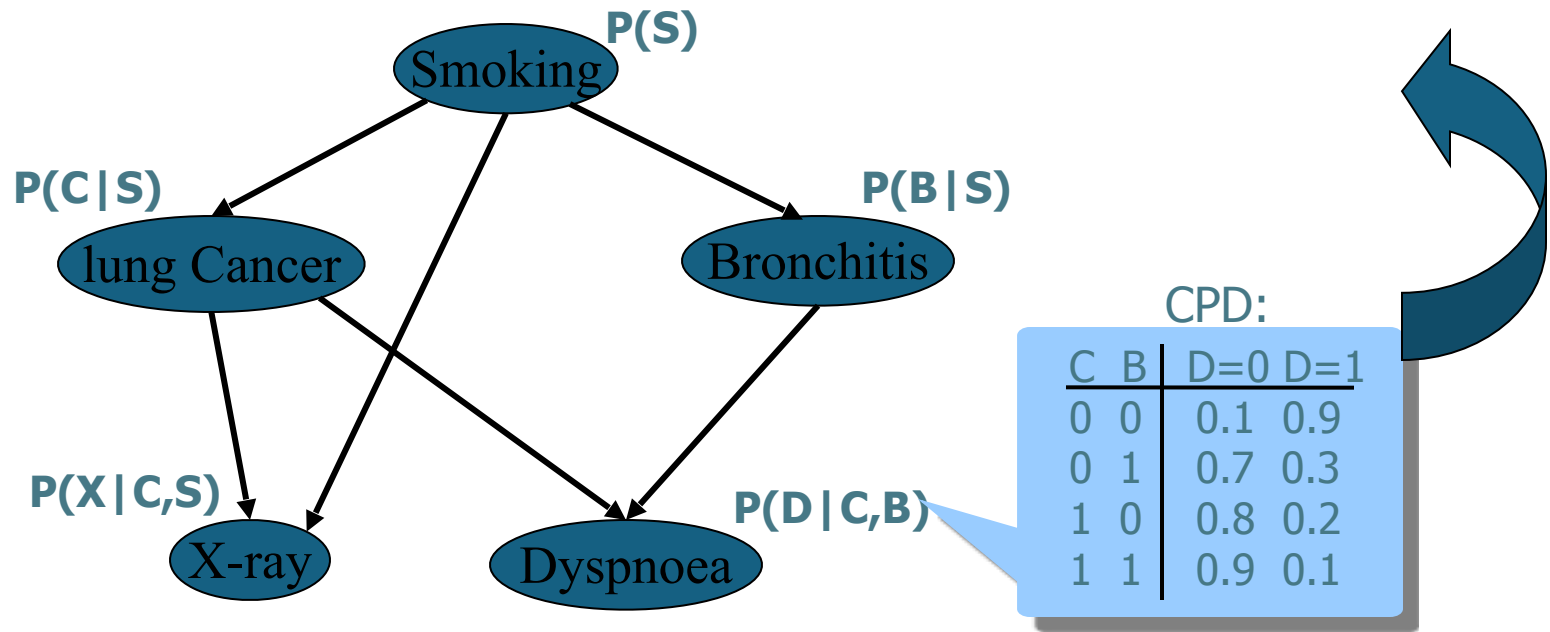 P(S)
Smoking
P(C|S)
P(B|S)
lung Cancer
Bronchitis
CPD:
C B D=0 D=1
0 0 0.1 0.9
0 1 0.7 0.3
1 0 0.8 0.2
1 1 0.9 0.1
P(X|C,S)
P(D|C,B)
X-ray
Dyspnoea